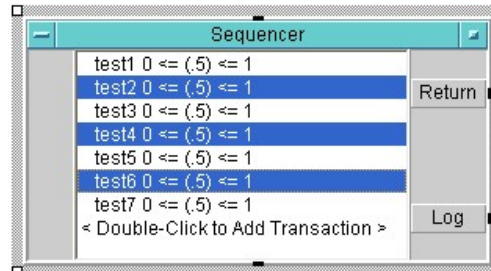 Sequencer
test1 0 <= (.5) <= 1
test2 0 <= (.5) <= 1
test3 0 <= (.5) <= 1
test4 0 <= (.5) <= 1
test5 0 <= (.5) <= 1
test6 0 <= (.5) <= 1
test7 0 <= (.5) <= 1
< Double-Click to Add Transaction >
Return
Log